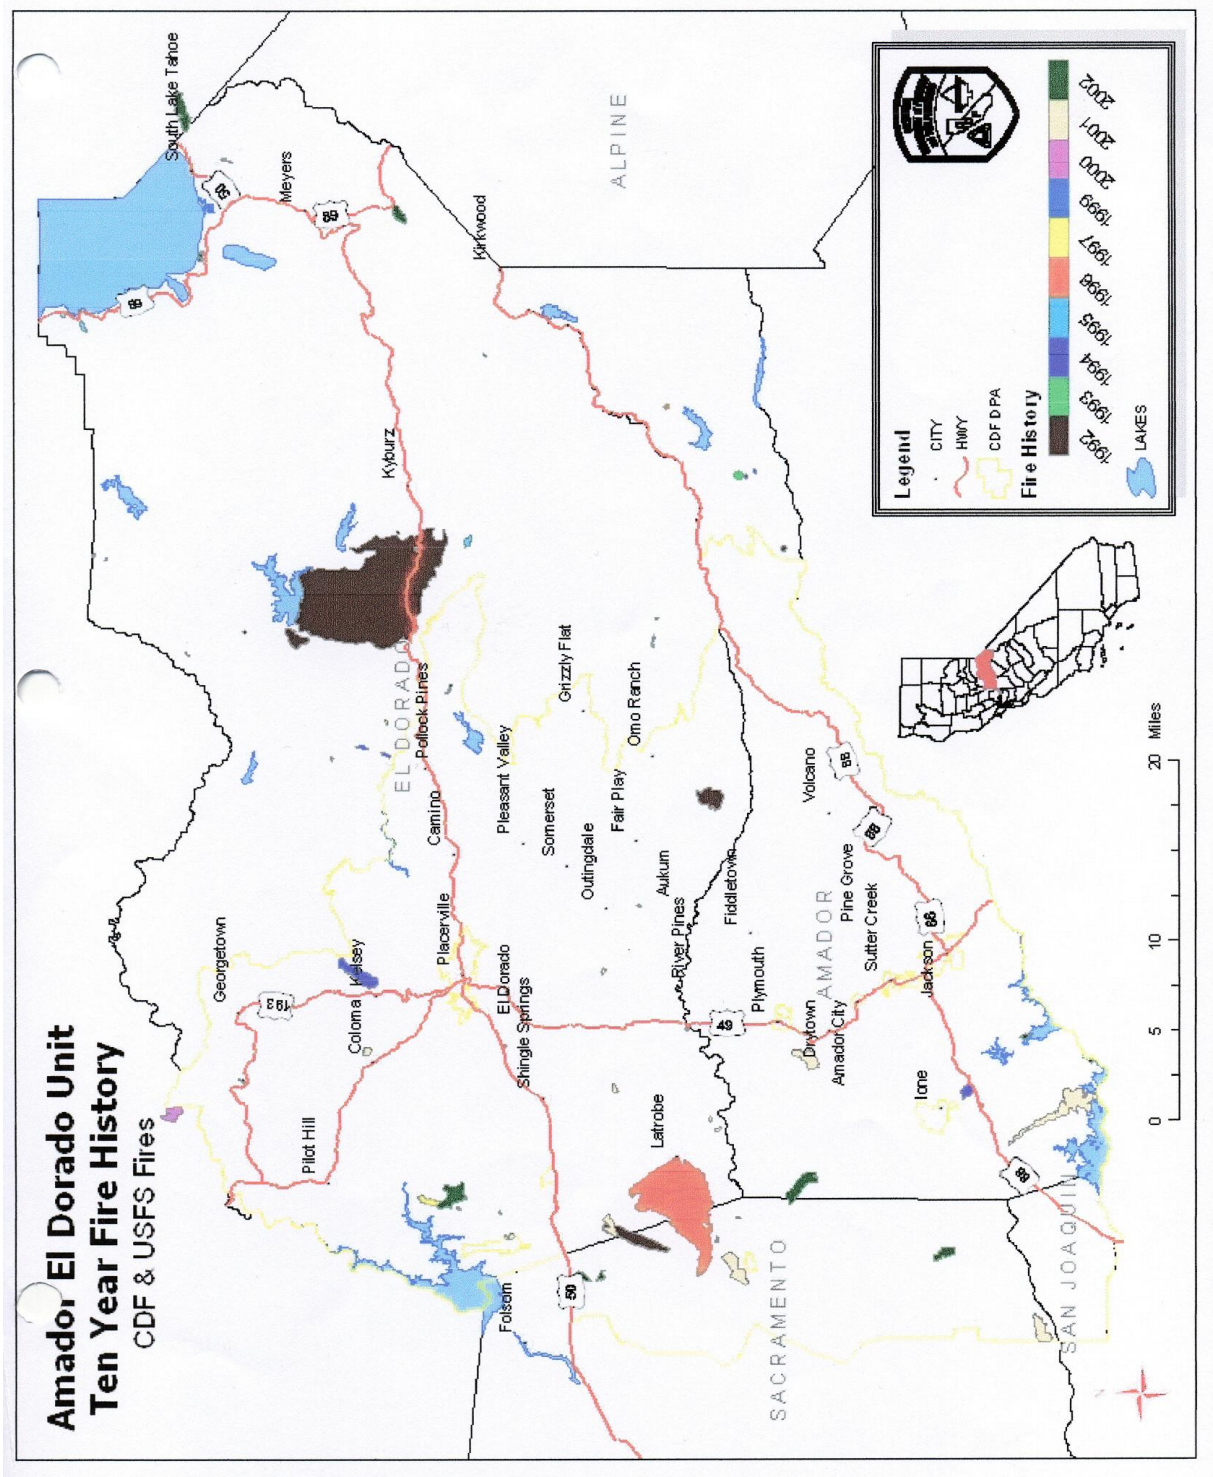 Amador El Dorado Unit
Ten Year Fire History
CDF & USFS Fires
South Lake Tahoe
50
89
Meyers
89
Kirkwood
ALPINE
Kyburz
EL DORADO
Pollock Pines
Camino
Pleasant Valley
Grizzly Flat
Somerset
Omo Ranch
Fair Play
Outingdale
Aukum
River Pines
Fiddletown
Volcano
88
88
Pine Grove
AMADOR
Sutter Creek
88
Jackson
Georgetown
193
Kelsey
Coloma
Placerville
El Dorado
Shingle Springs
Plymouth
49
Drytown
Amador City
Ione
Pilot Hill
Latrobe
88
Folsom
50
SACRAMENTO
SAN JOAQUIN
Legend
CITY
HWY
CDF DPA
Fire History
1992
1993
1994
1995
1996
1997
1999
2000
2001
2002
LAKES
0 5 10 20 Miles